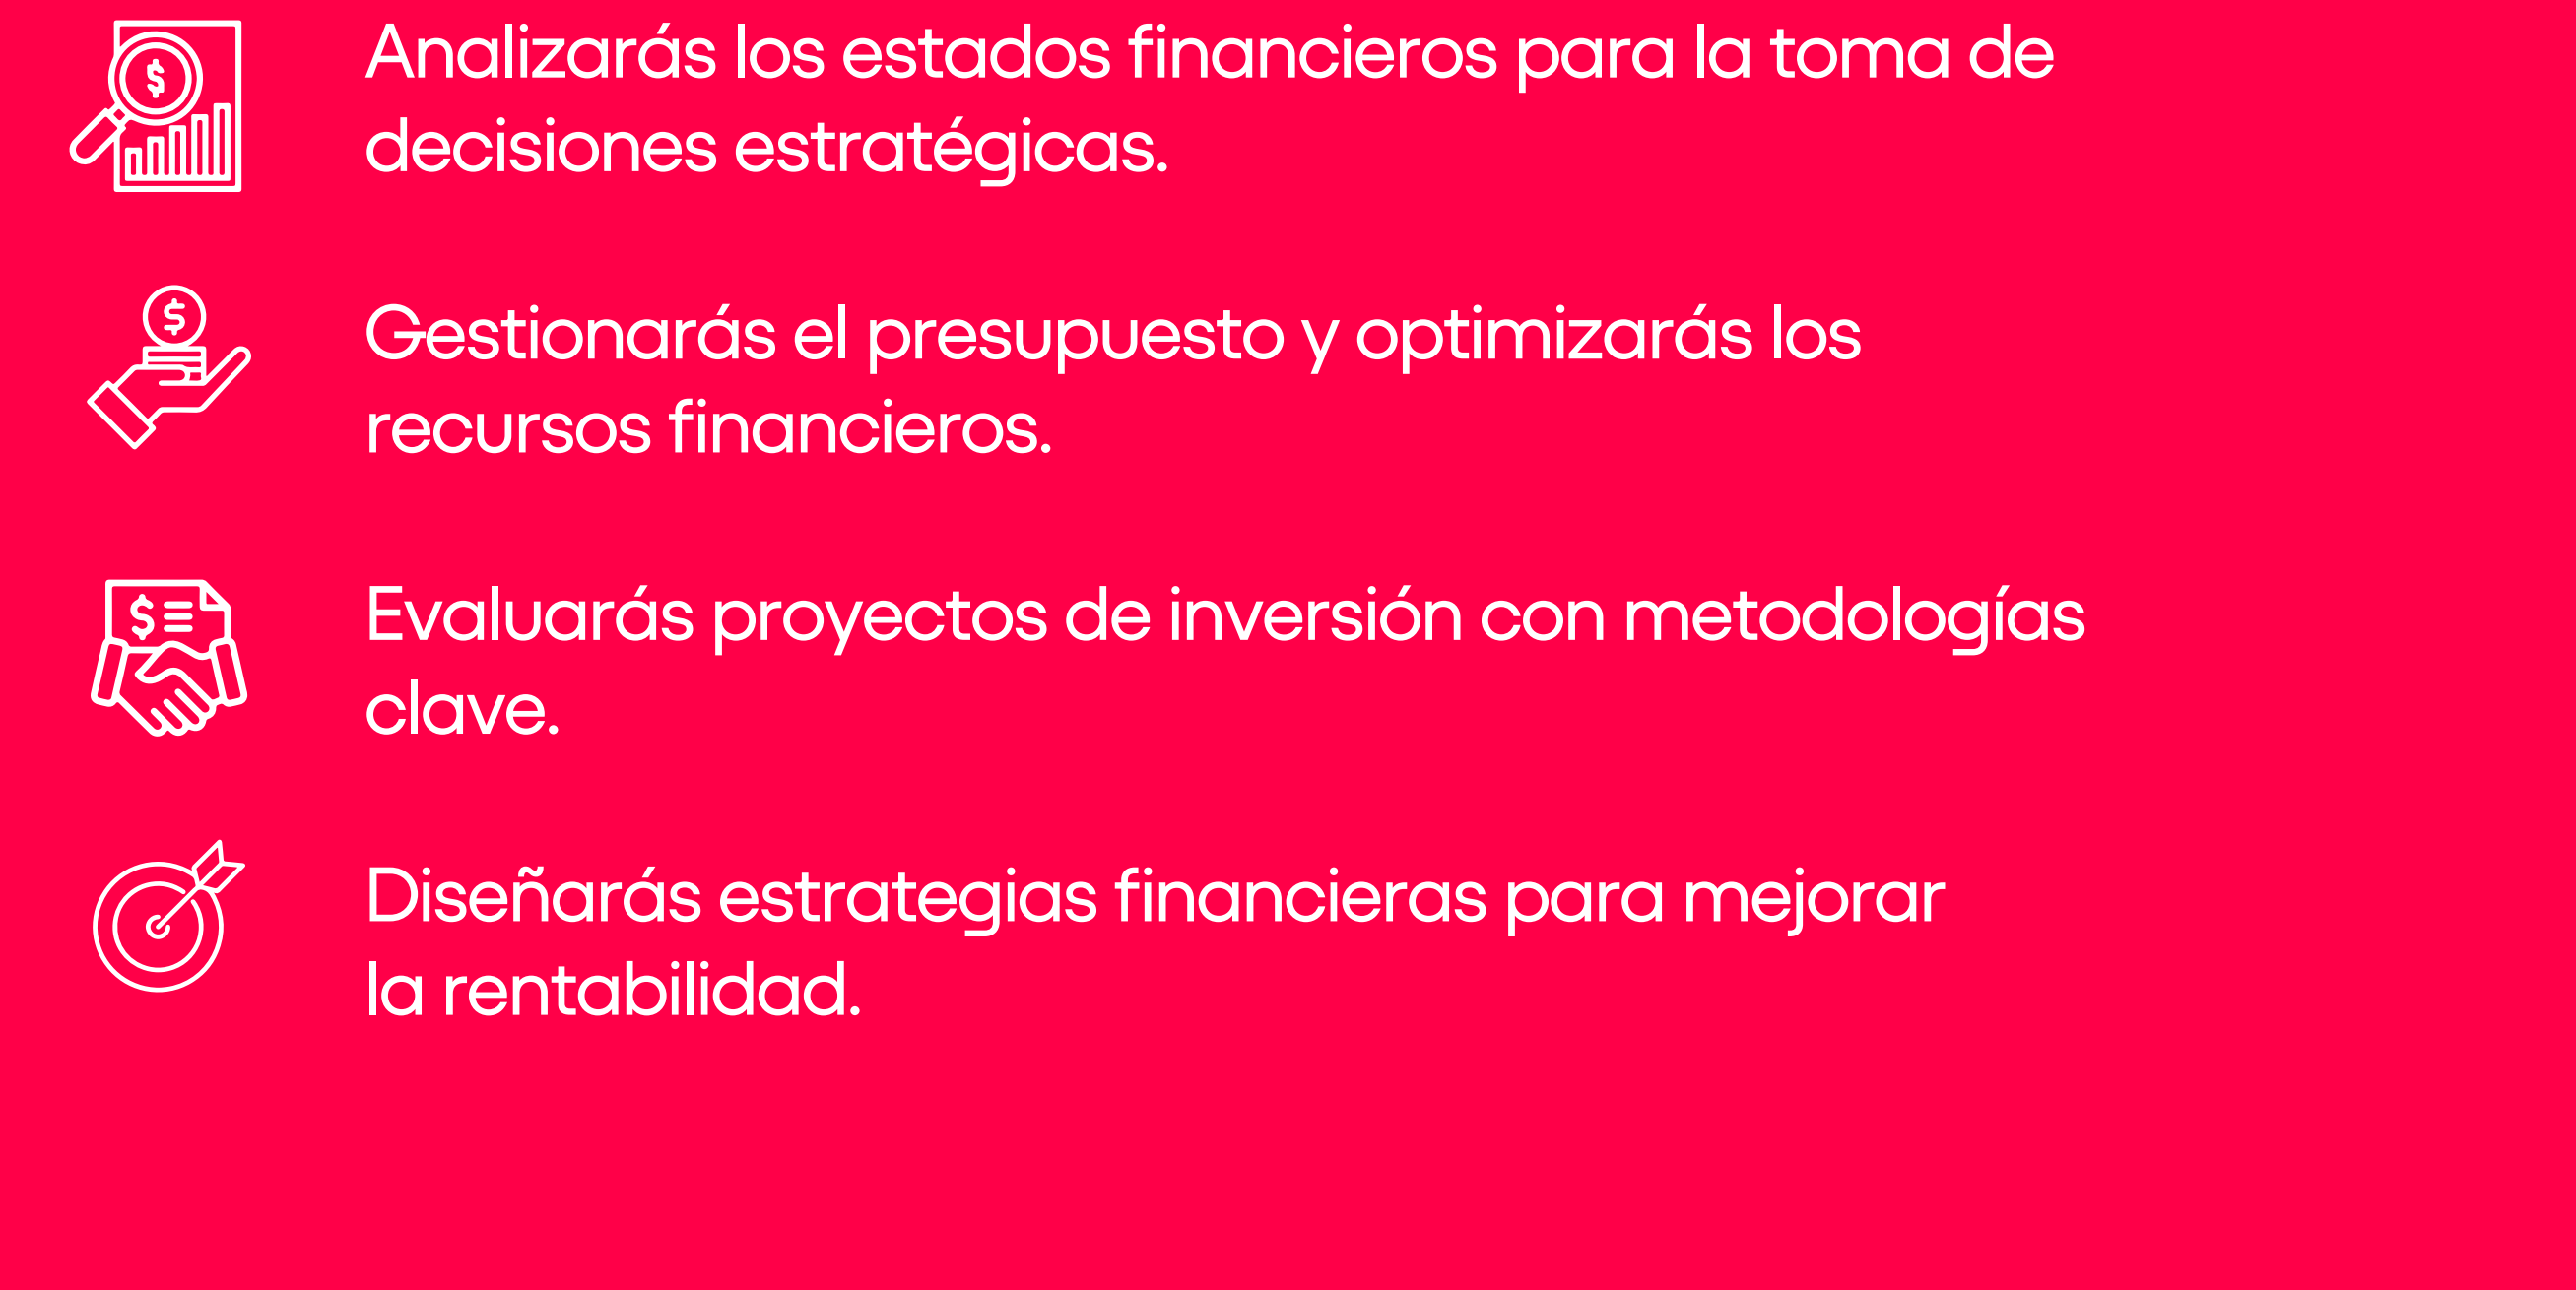 Analizarás los estados financieros para la toma de
decisiones estratégicas.
Gestionarás el presupuesto y optimizarás los
recursos financieros.
Evaluarás proyectos de inversión con metodologías
clave.
Diseñarás estrategias financieras para mejorar
la rentabilidad.